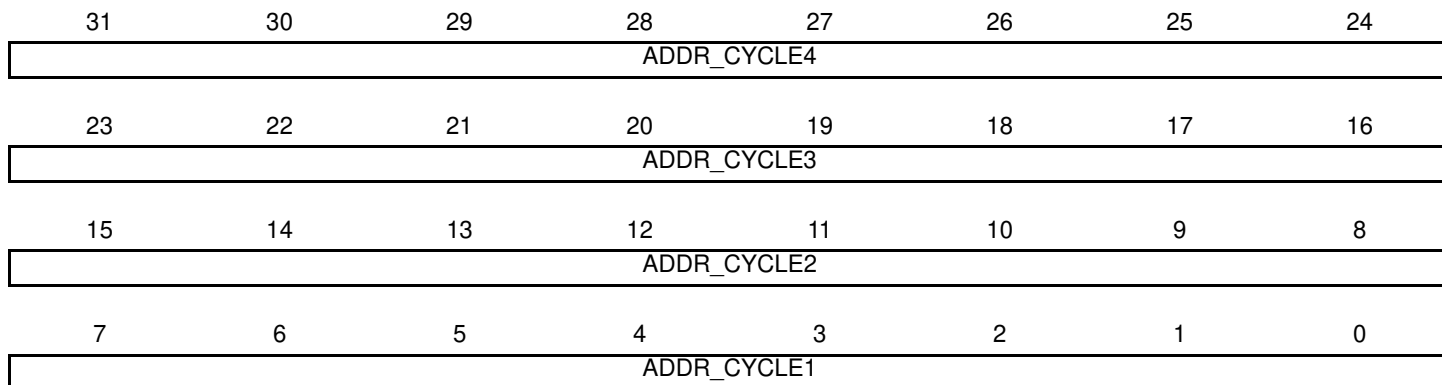 31 30 29 28 27 26 25 24
ADDR_CYCLE4
23 22 21 20 19 18 17 16
ADDR_CYCLE3
15 14 13 12 11 10 9 8
ADDR_CYCLE2
7 6 5 4 3 2 1 0
ADDR_CYCLE1